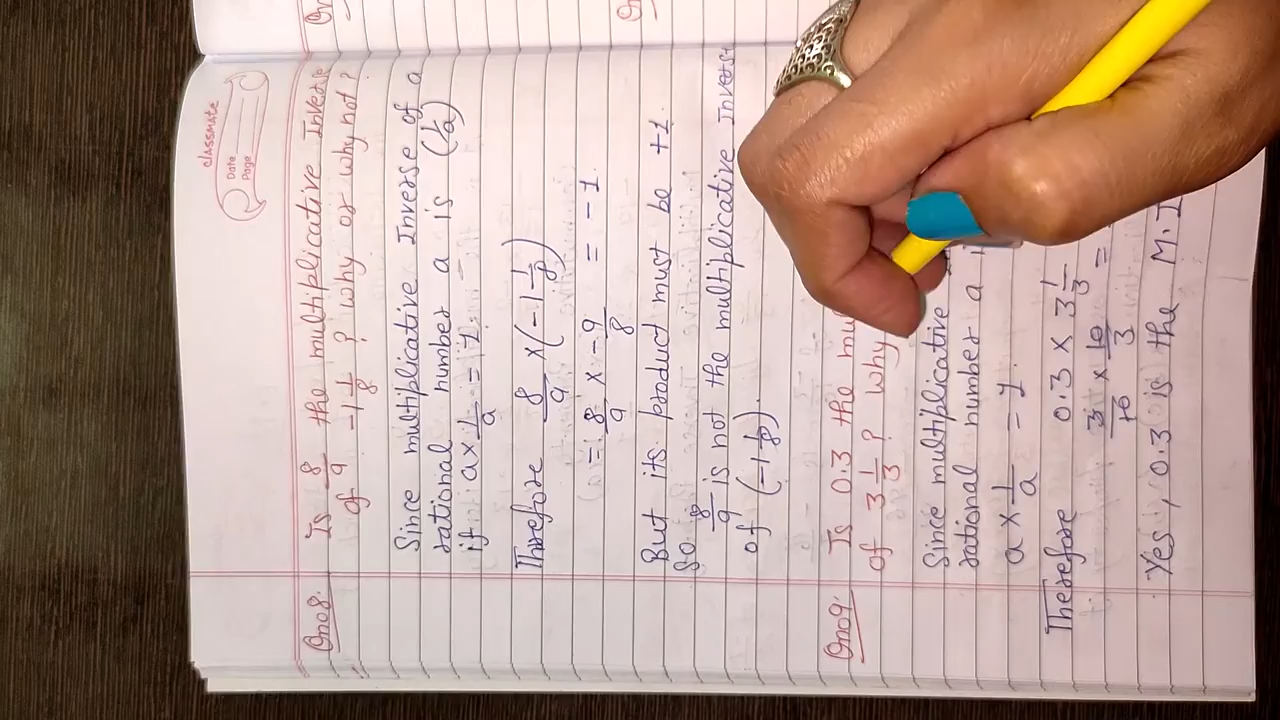 classmate
Date
Page
Qno8. Is 8/9 the multiplicative Inverse
of -1 1/8 ? why or why not ?
Since multiplicative Inverse of a
rational number a is (1/a)
if a × 1/a = 1.
Therefore 8/9 × (-1 1/8)
= 8/9 × -9/8 = -1.
But its product must be +1.
So 8/9 is not the multiplicative Inverse
of (-1 1/8).
Qno9. Is 0.3 the
of 3 1/3 ? why
Since multiplicative
rational number a
a × 1/a = 1.
Therefore 0.3 × 3 1/3
3/10 × 10/3 =
Yes, 0.3 is the M.I